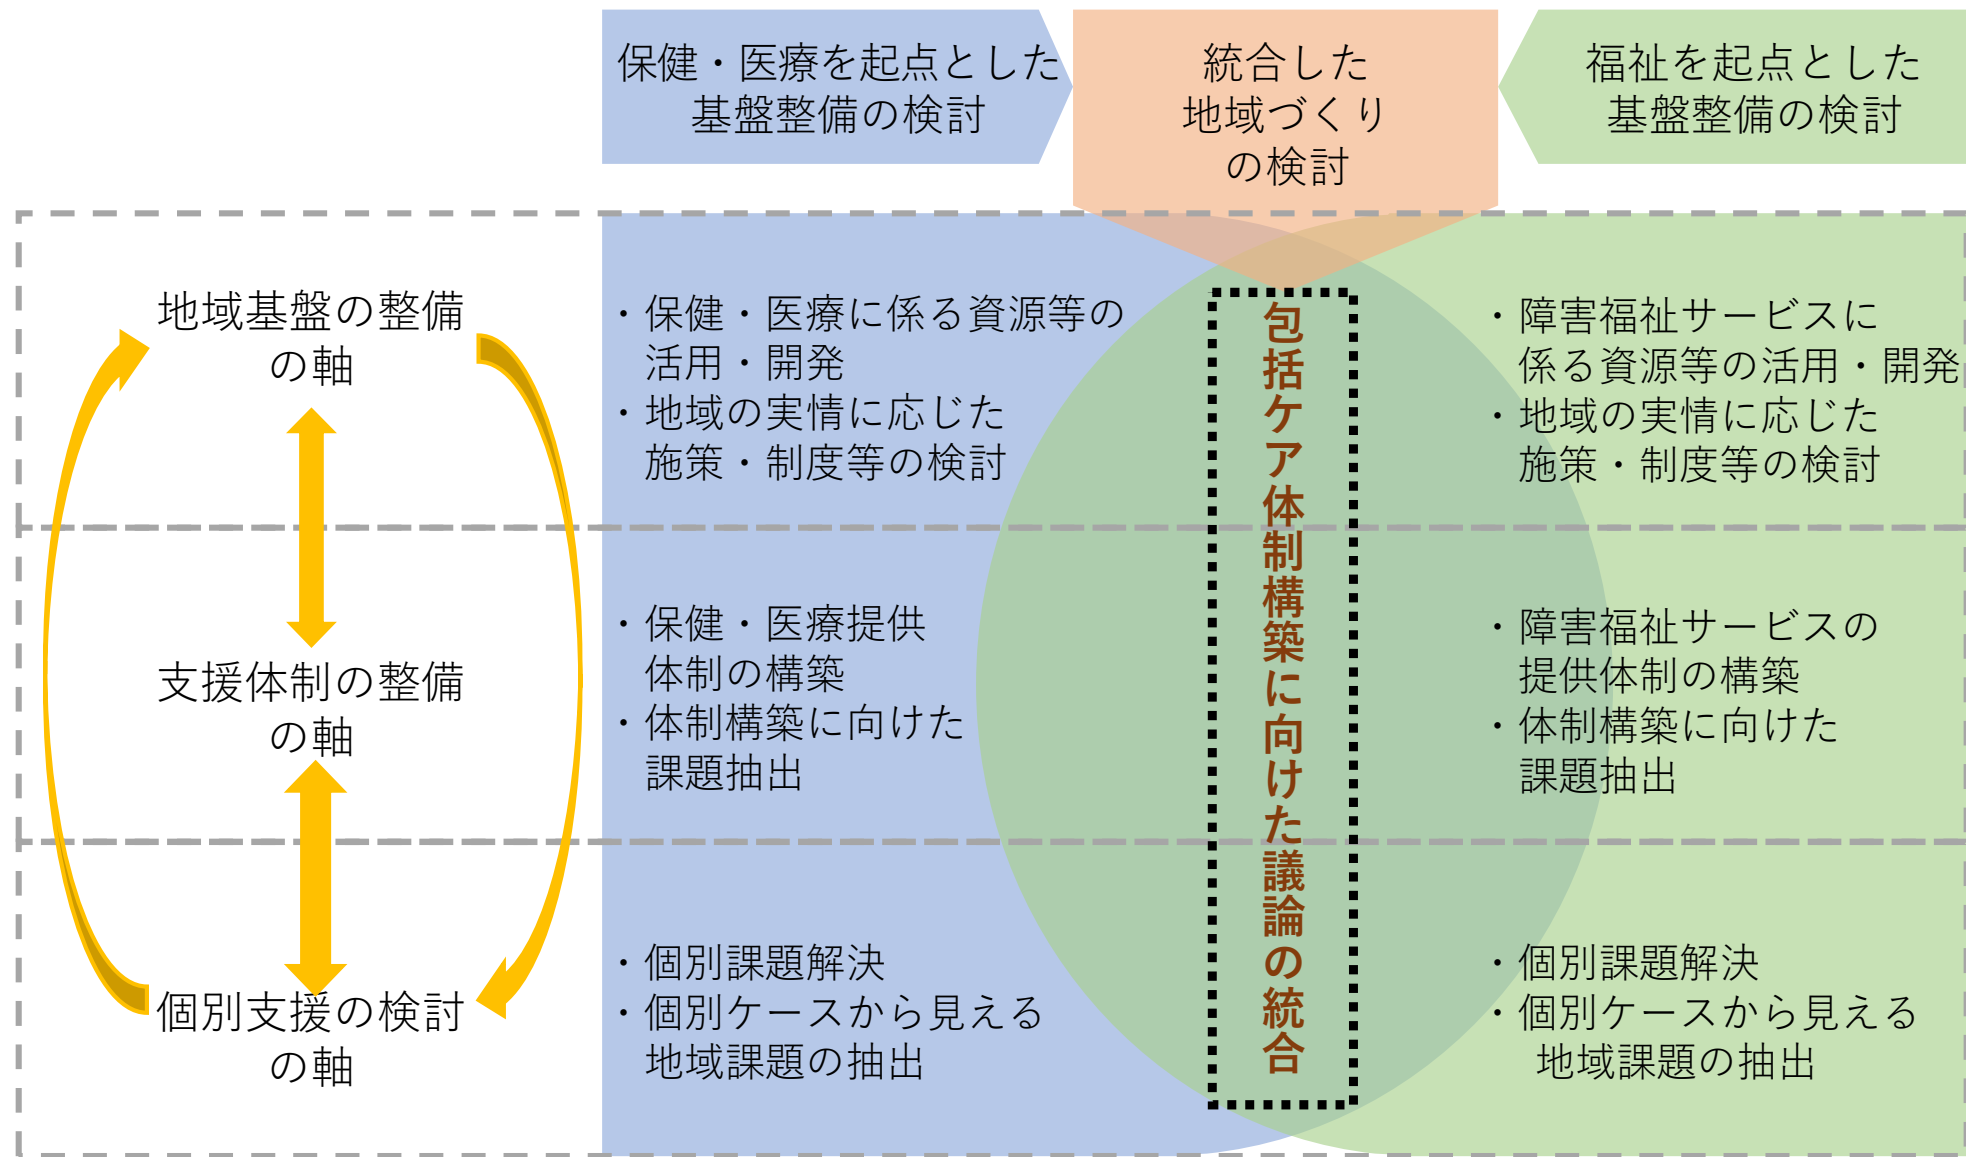 保健・医療を起点とした
基盤整備の検討
統合した
地域づくり
の検討
福祉を起点とした
基盤整備の検討
地域基盤の整備
の軸
・保健・医療に係る資源等の
活用・開発
・地域の実情に応じた
施策・制度等の検討
包括ケア体制構築に向けた議論の統合
・障害福祉サービスに
係る資源等の活用・開発
・地域の実情に応じた
施策・制度等の検討
支援体制の整備
の軸
・保健・医療提供
体制の構築
・体制構築に向けた
課題抽出
・障害福祉サービスの
提供体制の構築
・体制構築に向けた
課題抽出
個別支援の検討
の軸
・個別課題解決
・個別ケースから見える
地域課題の抽出
・個別課題解決
・個別ケースから見える
地域課題の抽出